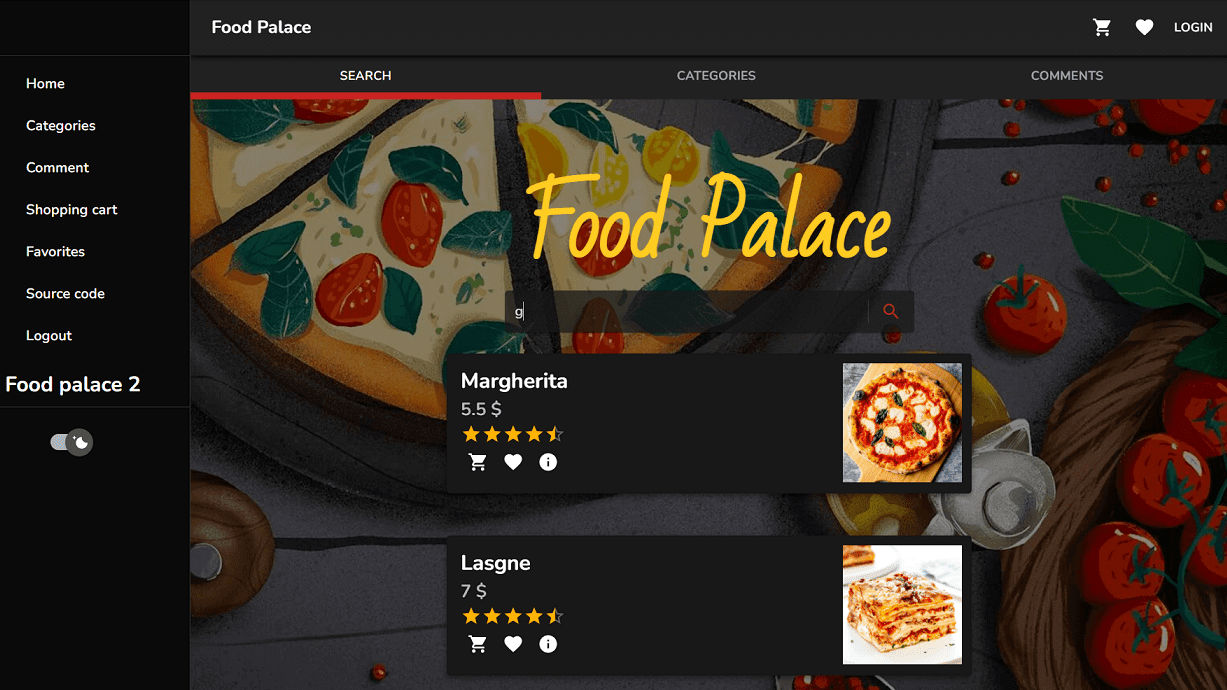 Food Palace
LOGIN
Home
Categories
Comment
Shopping cart
Favorites
Source code
Logout
Food palace 2
SEARCH
CATEGORIES
COMMENTS
Food Palace
g
Margherita
5.5 $
Lasgne
7 $